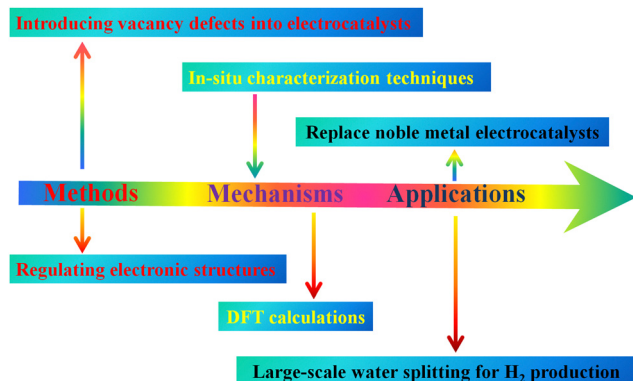 Introducing vacancy defects into electrocatalysts
In-situ characterization techniques
Replace noble metal electrocatalysts
Methods Mechanisms Applications
Regulating electronic structures
DFT calculations
Large-scale water splitting for H₂ production